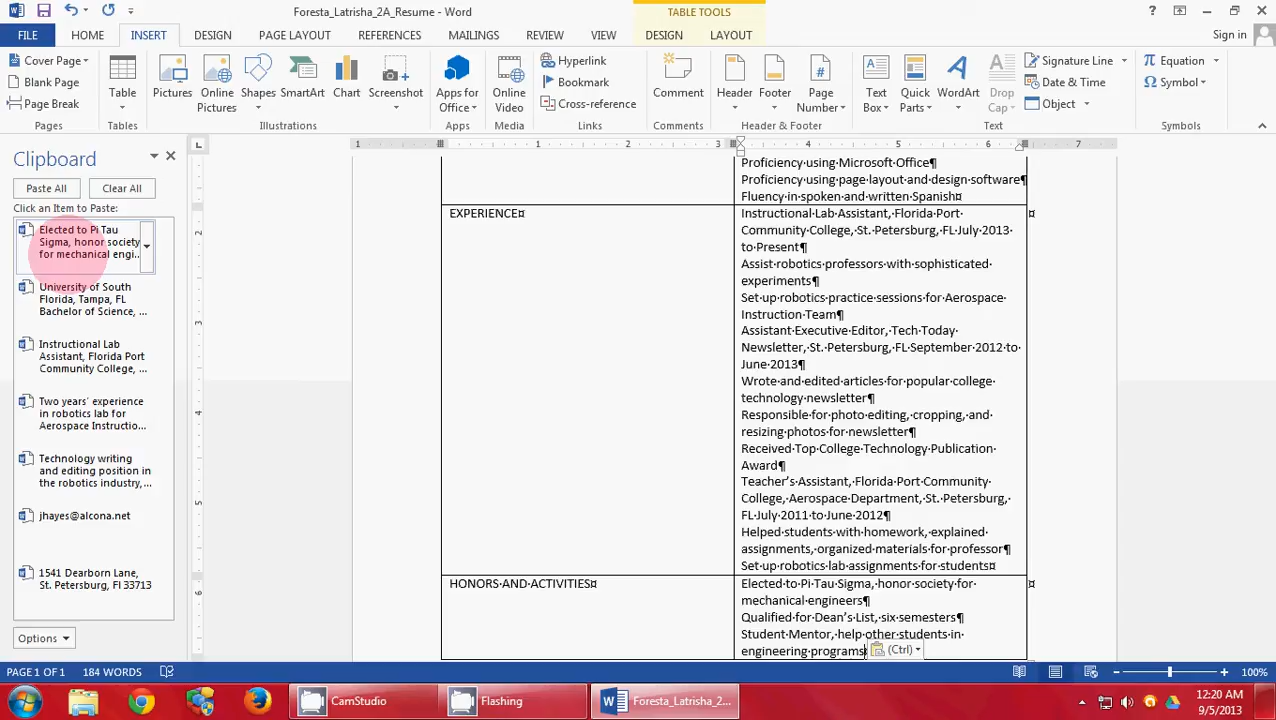 Foresta_Latrisha_2A_Resume - Word
TABLE TOOLS
?
FILE HOME INSERT DESIGN PAGE LAYOUT REFERENCES MAILINGS REVIEW VIEW DESIGN LAYOUT Sign in
Cover Page
Blank Page
Page Break
Pages
Table
Tables
Pictures
Online Pictures
Shapes
SmartArt
Chart
Screenshot
Illustrations
Apps for Office
Apps
Online Video
Media
Hyperlink
Bookmark
Cross-reference
Links
Comment
Comments
Header
Footer
Page Number
Header & Footer
Text Box
Quick Parts
WordArt
Drop Cap
Signature Line
Date & Time
Object
Text
Equation
Symbol
Symbols
Clipboard
Paste All Clear All
Click an Item to Paste:
Elected to Pi Tau
Sigma, honor society
for mechanical engi...
University of South
Florida, Tampa, FL
Bachelor of Science, ...
Instructional Lab
Assistant, Florida Port
Community College, ...
Two years’ experience
in robotics lab for
Aerospace Instructio...
Technology writing
and editing position in
the robotics industry,...
jhayes@alcona.net
1541 Dearborn Lane,
St. Petersburg, FI 33713
Options
1 1 2 3 4 5 6 7
2
3
4
5
6
Proficiency·using·Microsoft·Office¶
Proficiency·using·page·layout·and·design·software¶
Fluency·in·spoken·and·written·Spanish¤
EXPERIENCE¤
Instructional·Lab·Assistant,·Florida·Port·
Community·College,·St.·Petersburg,·FL·July·2013·
to·Present¶
Assist·robotics·professors·with·sophisticated·
experiments¶
Set·up·robotics·practice·sessions·for·Aerospace·
Instruction·Team¶
Assistant·Executive·Editor,·Tech·Today·
Newsletter,·St.·Petersburg,·FL·September·2012·to·
June·2013¶
Wrote·and·edited·articles·for·popular·college·
technology·newsletter¶
Responsible·for·photo·editing,·cropping,·and·
resizing·photos·for·newsletter¶
Received·Top·College·Technology·Publication·
Award¶
Teacher’s·Assistant,·Florida·Port·Community·
College,·Aerospace·Department,·St.·Petersburg,·
FL·July·2011·to·June·2012¶
Helped·students·with·homework,·explained·
assignments,·organized·materials·for·professor¶
Set·up·robotics·lab·assignments·for·students¤
HONORS·AND·ACTIVITIES¤
Elected·to·Pi·Tau·Sigma,·honor·society·for·
mechanical·engineers¶
Qualified·for·Dean’s·List,·six·semesters¶
Student·Mentor,·help·other·students·in·
engineering·programs¤
(Ctrl)
PAGE 1 OF 1 184 WORDS 100%
CamStudio
Flashing
Foresta_Latrisha_2...
12:20 AM
9/5/2013